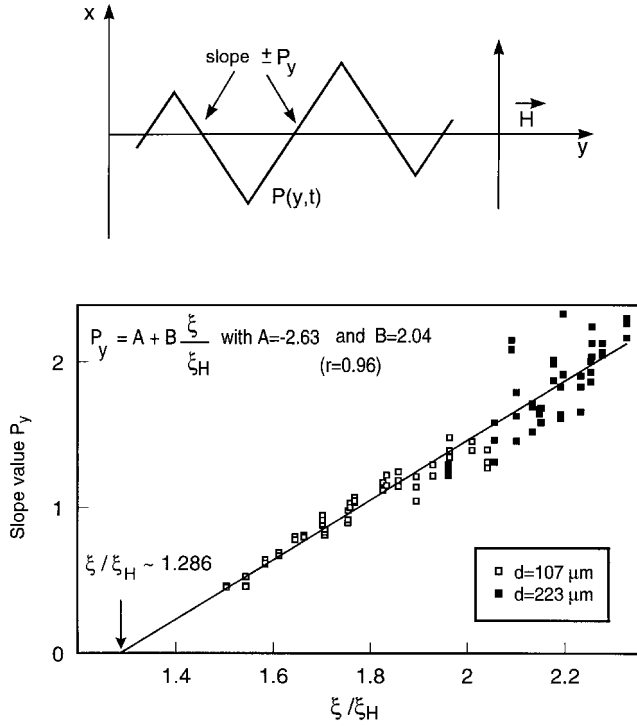 x
slope ± P_y
H
y
P(y,t)
P_y = A + B ξ/ξ_H with A=-2.63 and B=2.04
(r=0.96)
2
Slope value P_y
1
ξ / ξ_H ~ 1.286
d=107 μm
d=223 μm
0
1.4 1.6 1.8 2 2.2
ξ /ξ_H